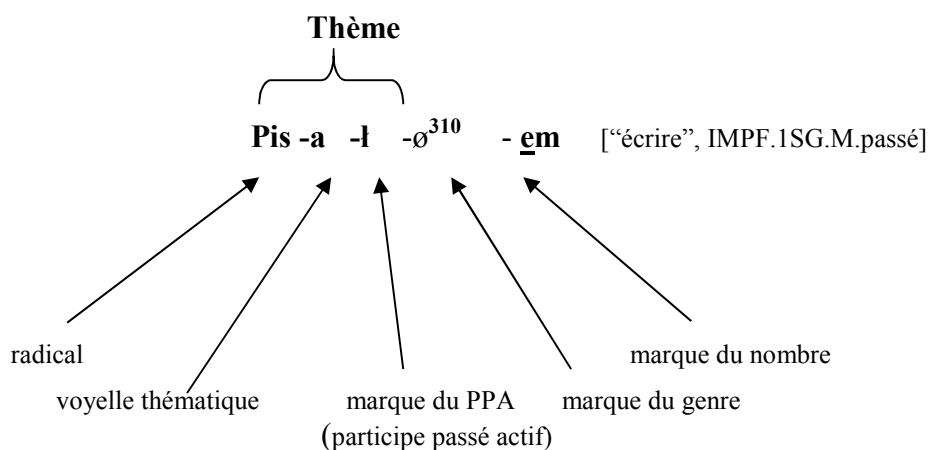 Thème
Pis -a -ł -ø310 - em ["écrire", IMPF.1SG.M.passé]
radical marque du nombre
voyelle thématique marque du PPA marque du genre
(participe passé actif)